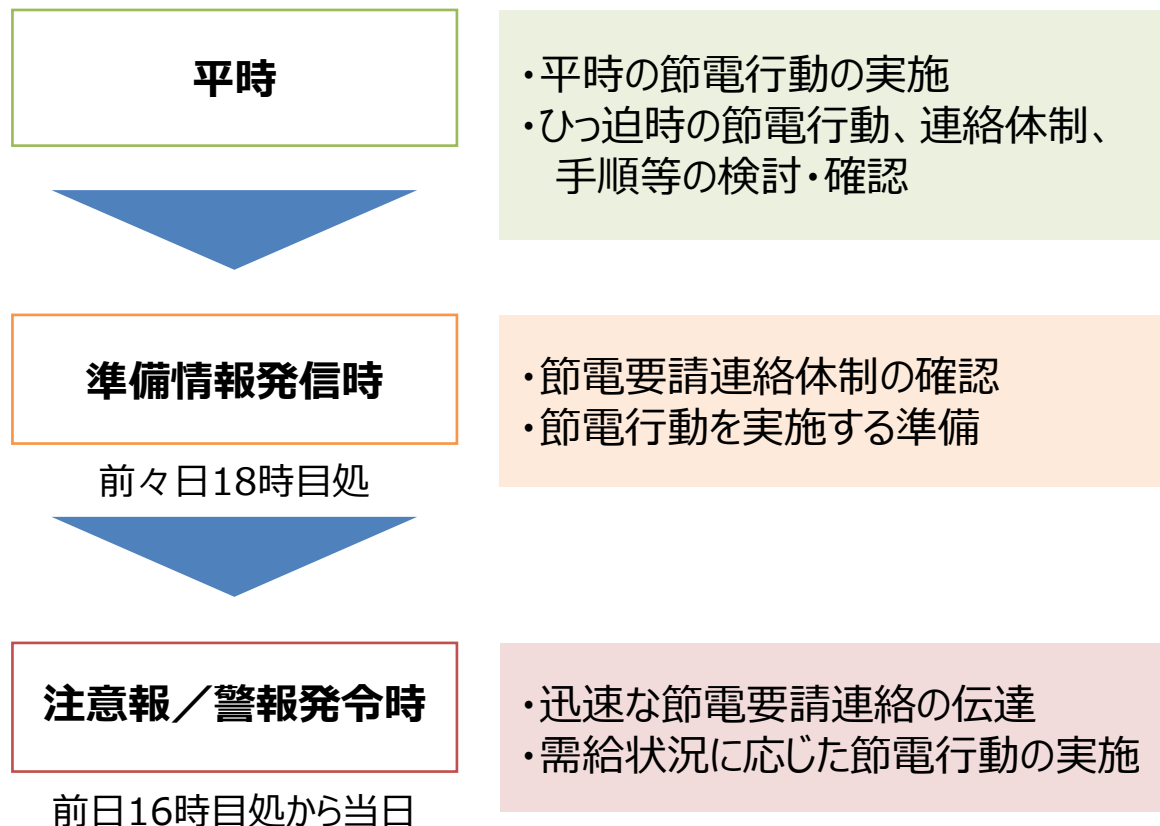 平時
・平時の節電行動の実施
・ひっ迫時の節電行動、連絡体制、
手順等の検討・確認
準備情報発信時
前々日18時目処
・節電要請連絡体制の確認
・節電行動を実施する準備
注意報／警報発令時
前日16時目処から当日
・迅速な節電要請連絡の伝達
・需給状況に応じた節電行動の実施